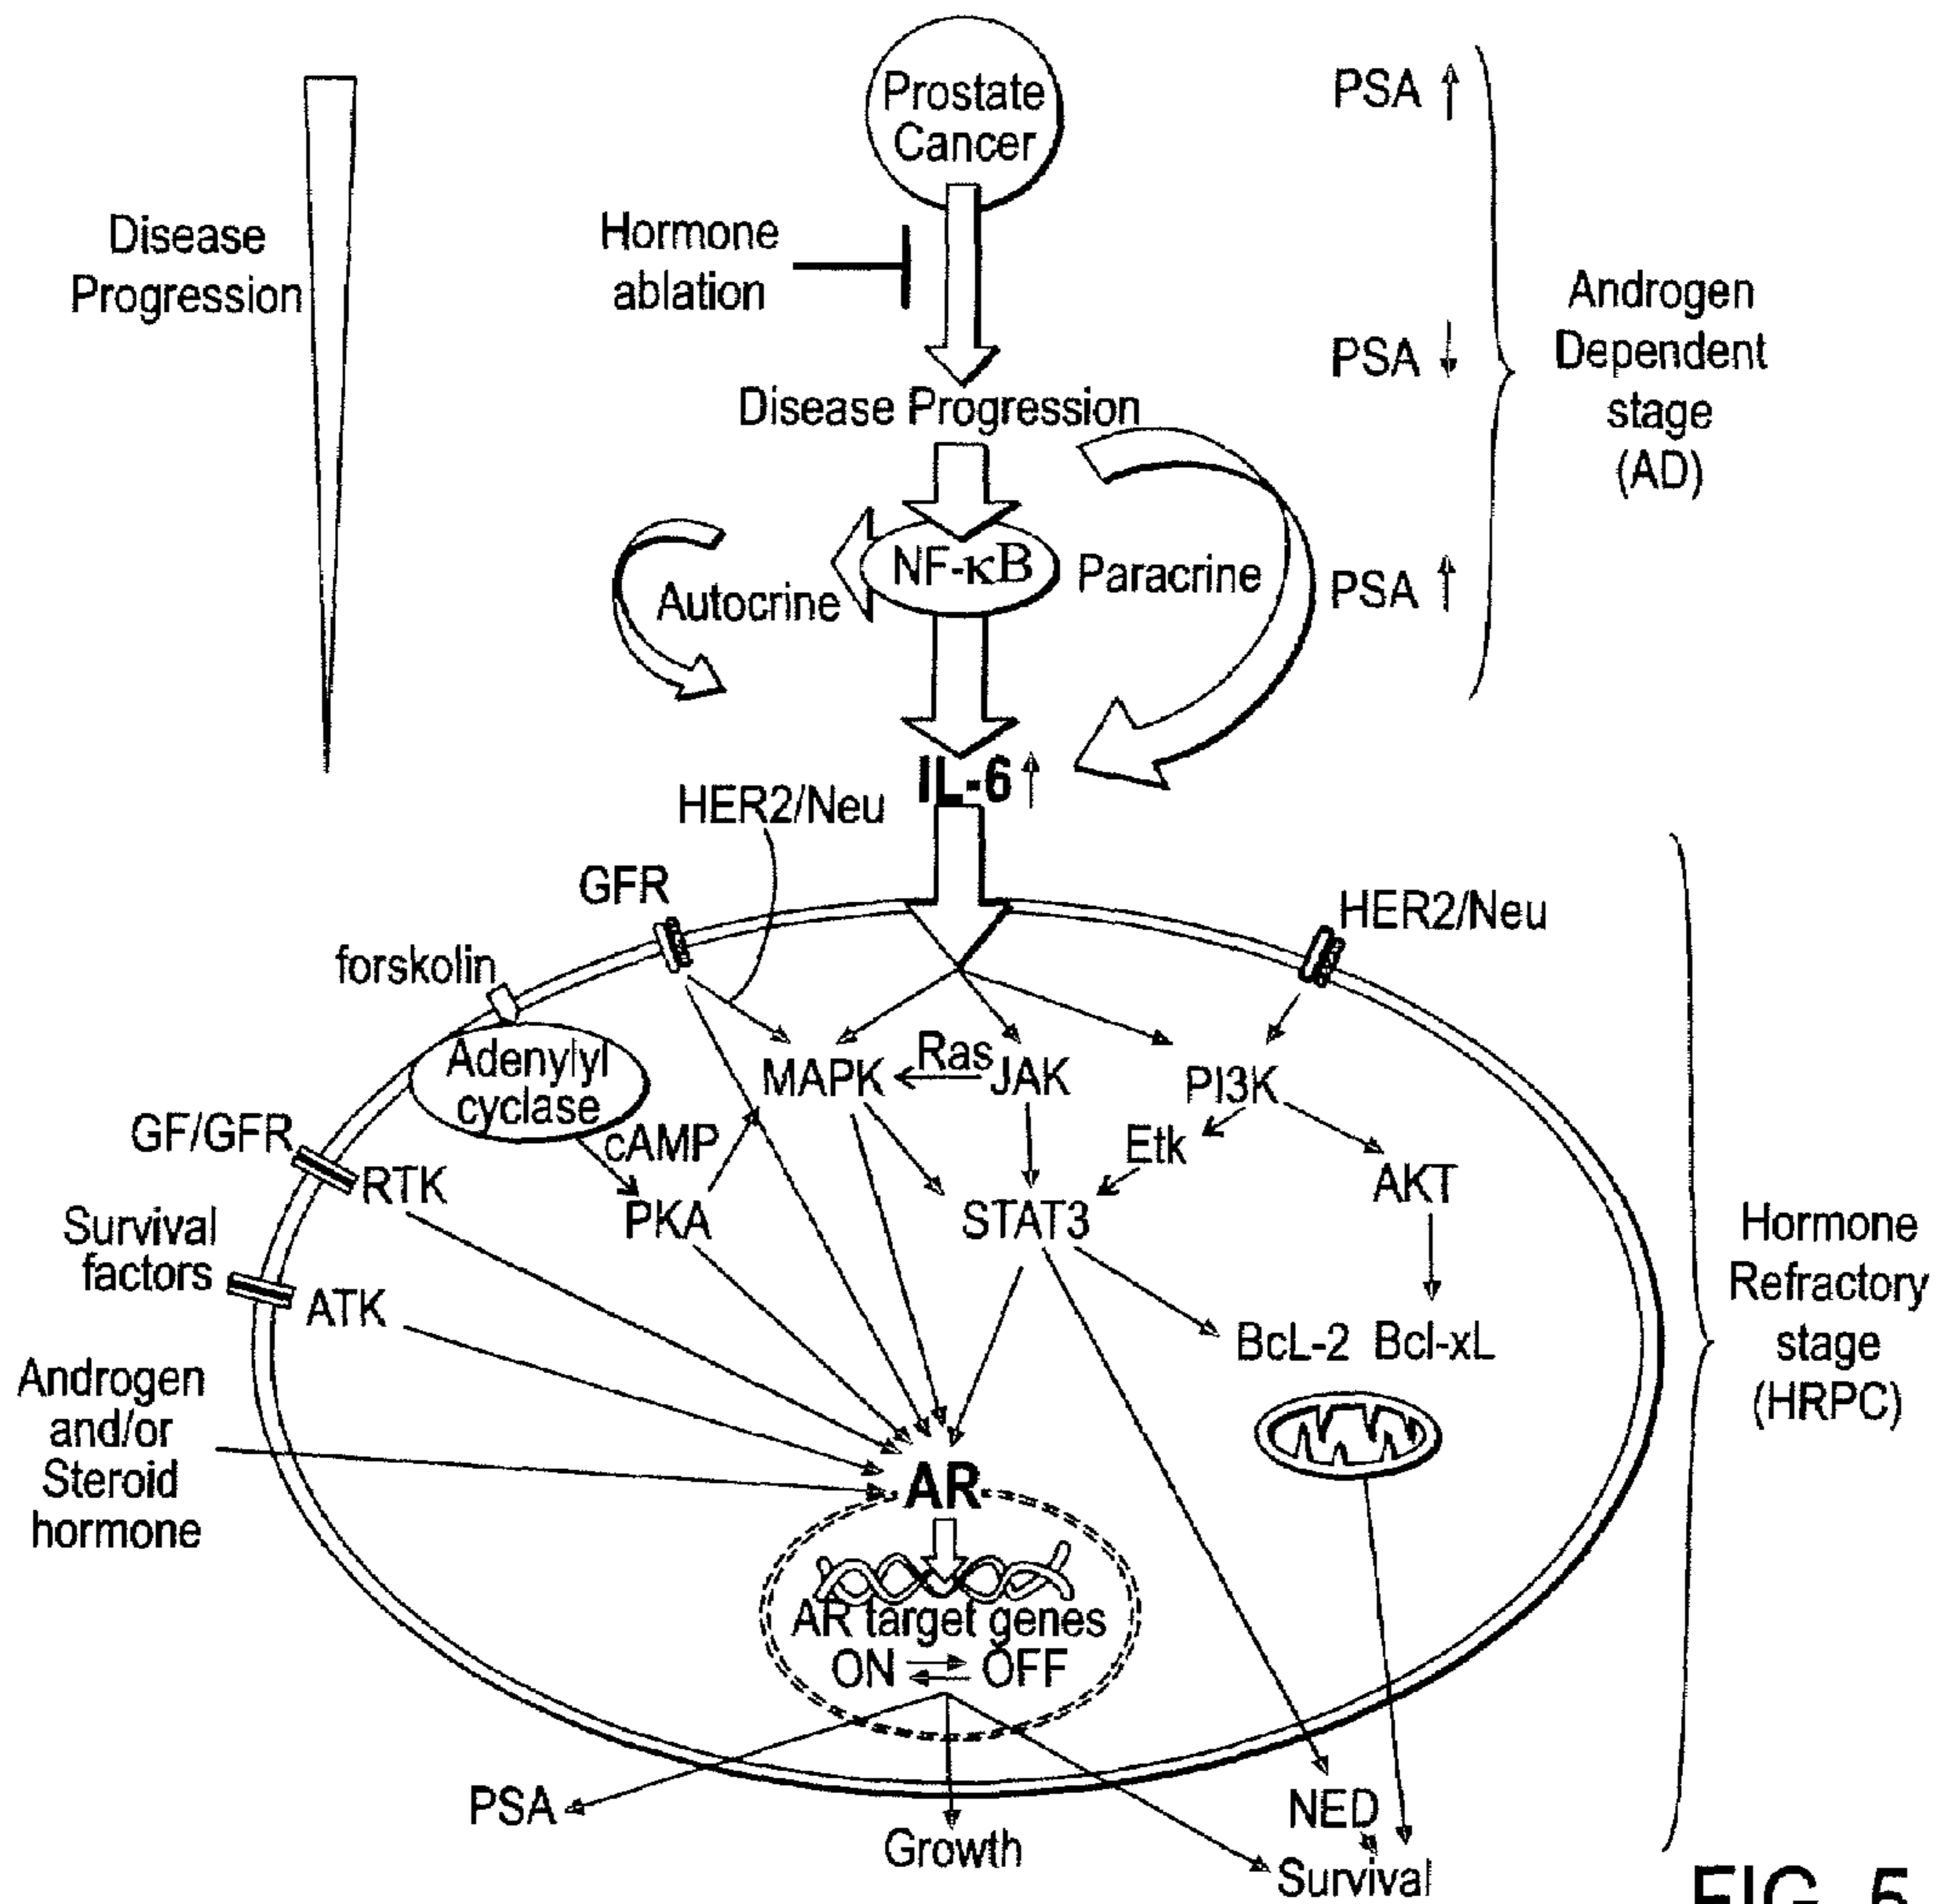 Prostate
Cancer
PSA ↑
Disease
Progression
Hormone
ablation
PSA ↓
Androgen
Dependent
stage
(AD)
Disease Progression
NF-κB
Autocrine
Paracrine
PSA ↑
IL-6 ↑
HER2/Neu
GFR
HER2/Neu
forskolin
Adenylyl
cyclase
MAPK
Ras
JAK
PI3K
GF/GFR
cAMP
Etk
RTK
AKT
PKA
STAT3
Survival
factors
ATK
Hormone
Refractory
stage
(HRPC)
BcL-2 Bcl-xL
Androgen
and/or
Steroid
hormone
AR
AR target genes
ON OFF
PSA
Growth
NED
Survival
FIG. 5